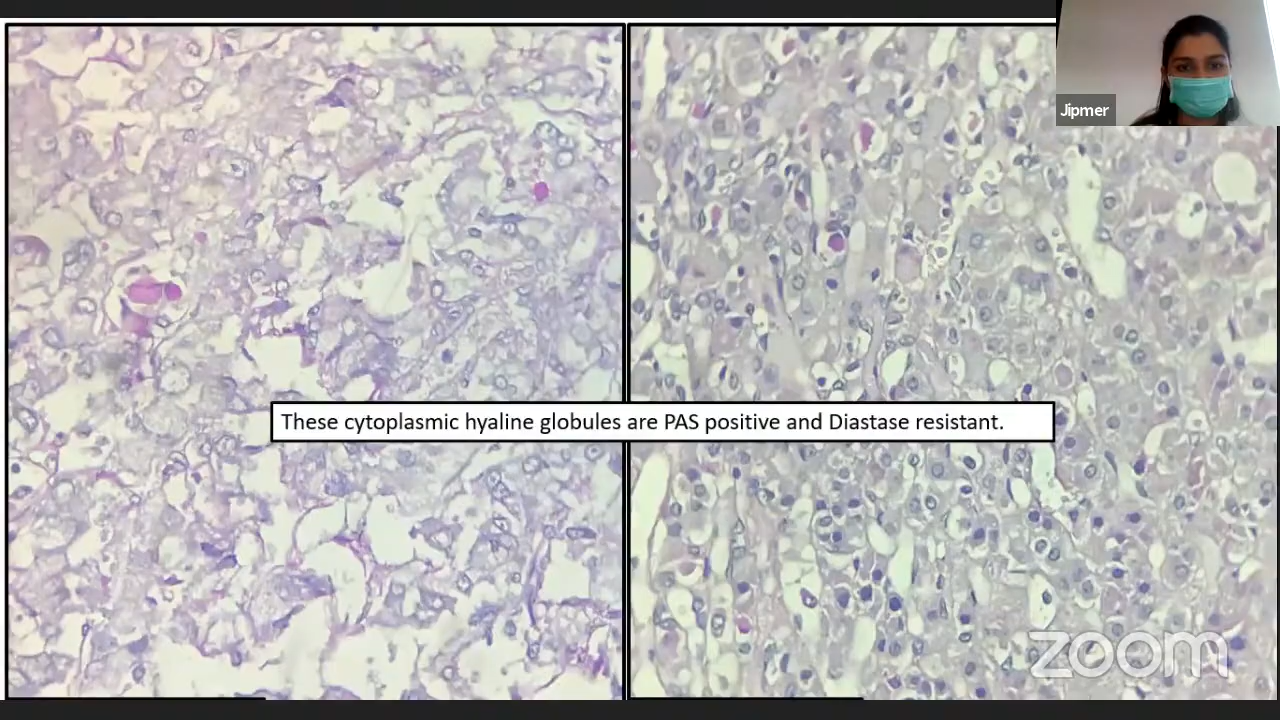 Jipmer
These cytoplasmic hyaline globules are PAS positive and Diastase resistant.
zoom